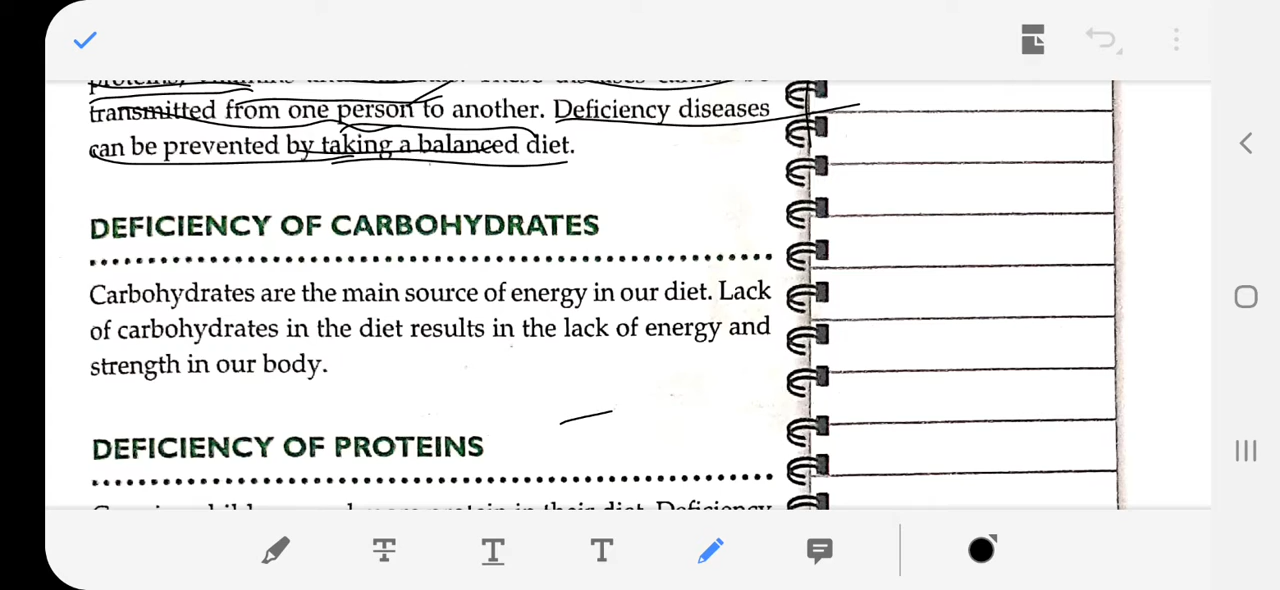 transmitted from one person to another. Deficiency diseases
can be prevented by taking a balanced diet.
DEFICIENCY OF CARBOHYDRATES
Carbohydrates are the main source of energy in our diet. Lack
of carbohydrates in the diet results in the lack of energy and
strength in our body.
DEFICIENCY OF PROTEINS